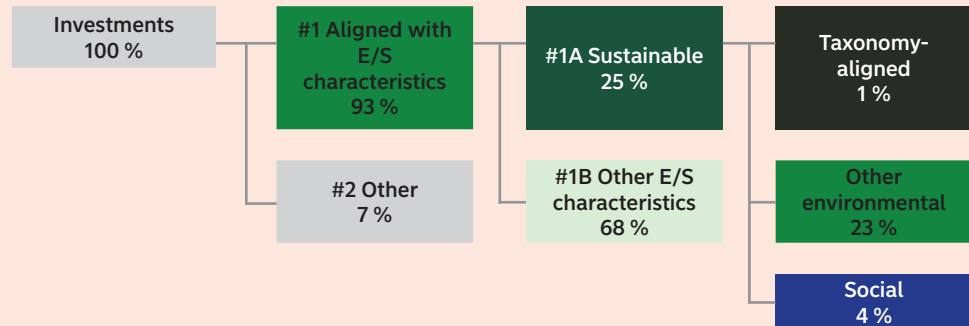 Investments
100 %
#1 Aligned with
E/S
characteristics
93 %
#2 Other
7 %
#1A Sustainable
25 %
#1B Other E/S
characteristics
68 %
Taxonomy-
aligned
1 %
Other
environmental
23 %
Social
4 %